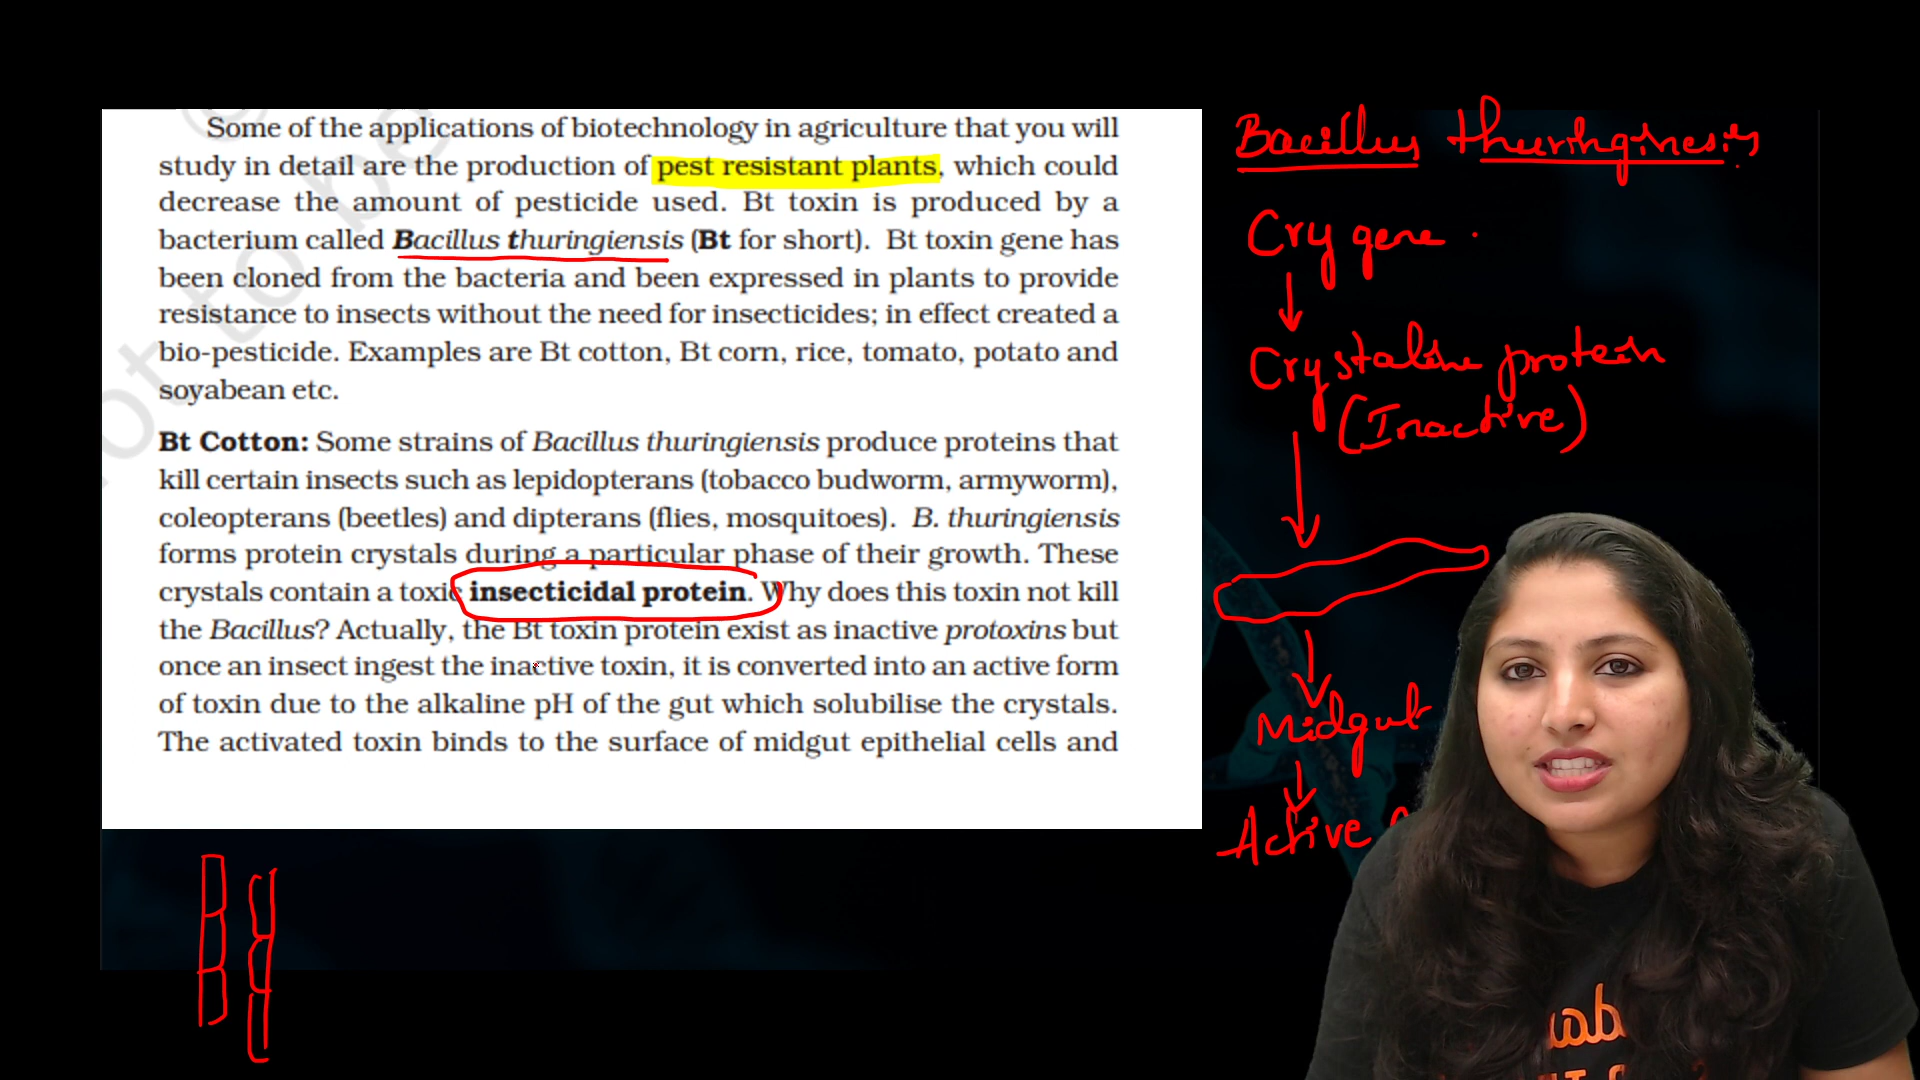 Some of the applications of biotechnology in agriculture that you will
study in detail are the production of pest resistant plants, which could
decrease the amount of pesticide used. Bt toxin is produced by a
bacterium called Bacillus thuringiensis (Bt for short). Bt toxin gene has
been cloned from the bacteria and been expressed in plants to provide
resistance to insects without the need for insecticides; in effect created a
bio-pesticide. Examples are Bt cotton, Bt corn, rice, tomato, potato and
soyabean etc.
Bt Cotton: Some strains of Bacillus thuringiensis produce proteins that
kill certain insects such as lepidopterans (tobacco budworm, armyworm),
coleopterans (beetles) and dipterans (flies, mosquitoes). B. thuringiensis
forms protein crystals during a particular phase of their growth. These
crystals contain a toxic insecticidal protein. Why does this toxin not kill
the Bacillus? Actually, the Bt toxin protein exist as inactive protoxins but
once an insect ingest the inactive toxin, it is converted into an active form
of toxin due to the alkaline pH of the gut which solubilise the crystals.
The activated toxin binds to the surface of midgut epithelial cells and
Bacillus
Cry gene
Crystaline protein
(Inactive)
Midgut
Active